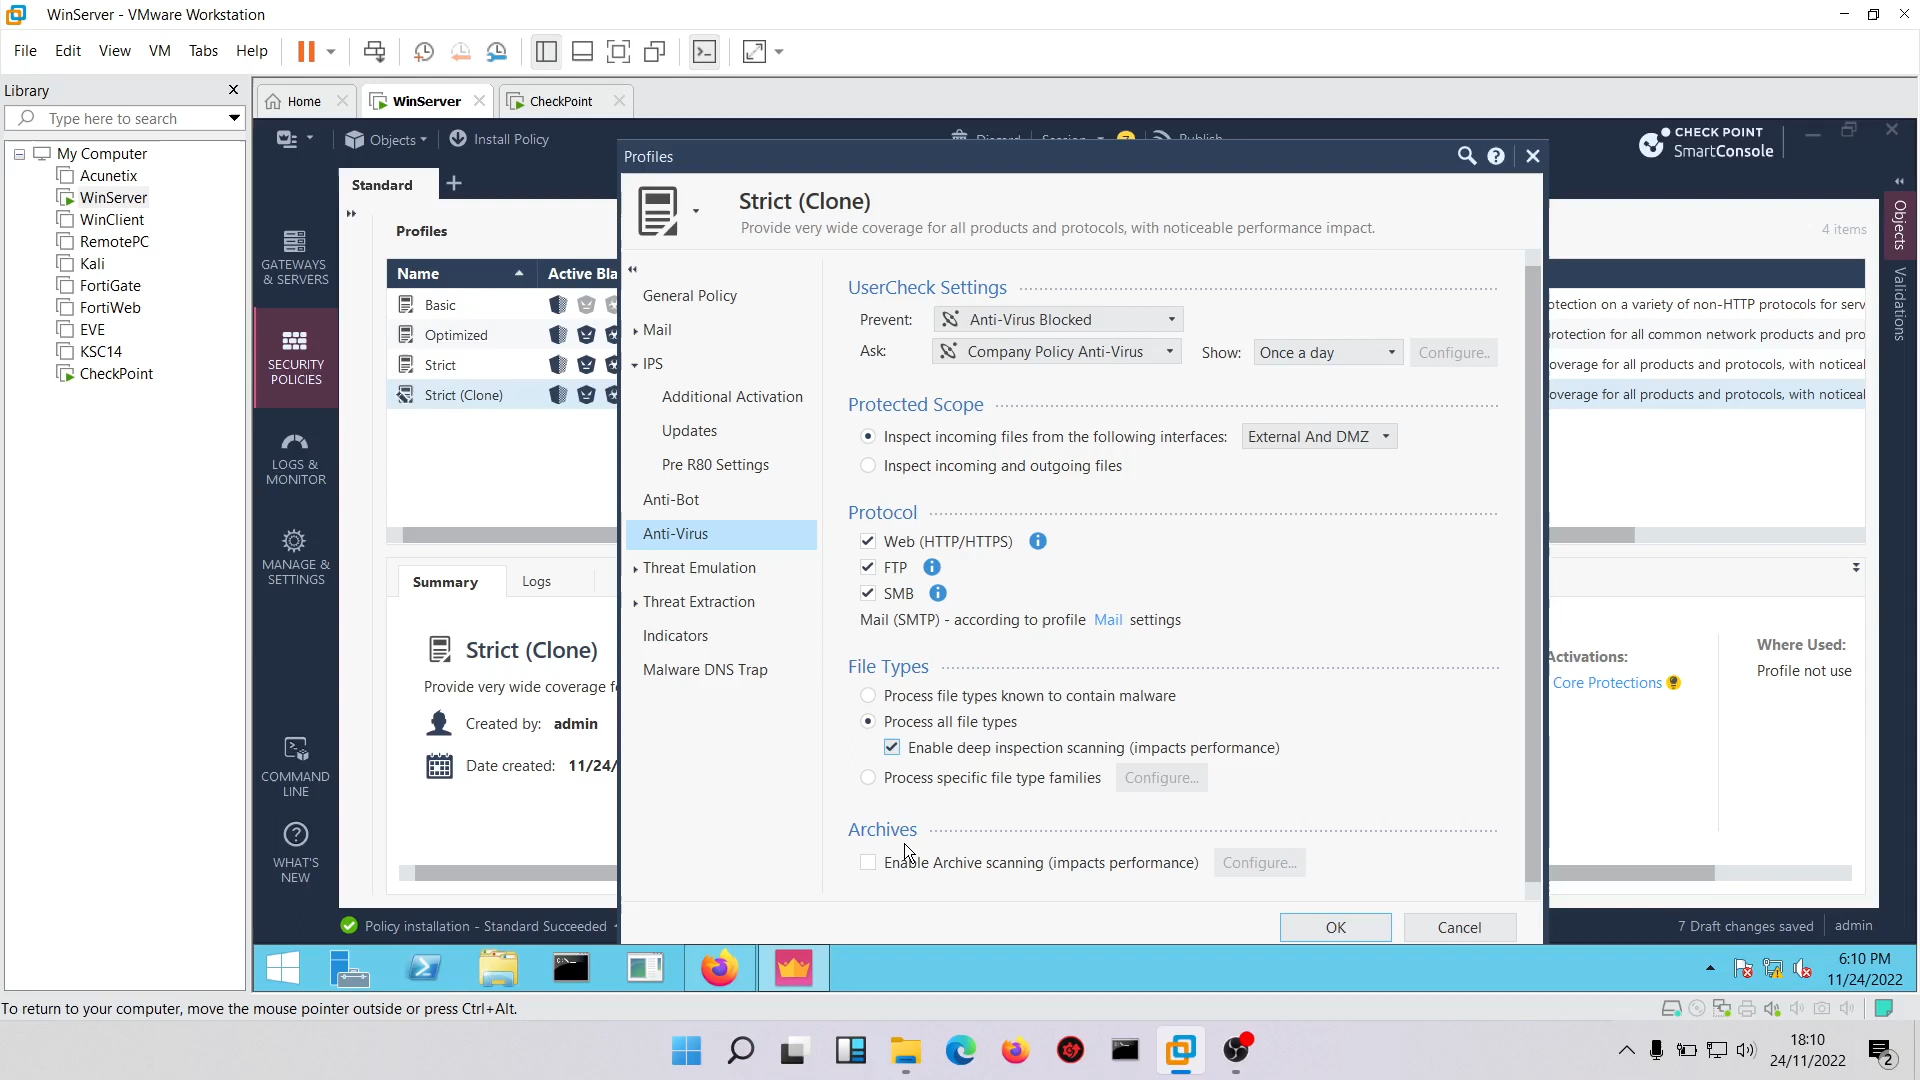 WinServer - VMware Workstation
File Edit View VM Tabs Help
Library
Type here to search
My Computer
Acunetix
WinServer
WinClient
RemotePC
Kali
FortiGate
FortiWeb
EVE
KSC14
CheckPoint
Home
WinServer
CheckPoint
Objects
Install Policy
Discard
Session
7
Publish
CHECK POINT
SmartConsole
Standard
GATEWAYS
& SERVERS
SECURITY
POLICIES
LOGS &
MONITOR
MANAGE &
SETTINGS
COMMAND
LINE
WHAT'S
NEW
Profiles
Name Active Bla
Basic
Optimized
Strict
Strict (Clone)
Summary Logs
Strict (Clone)
Provide very wide coverage f
Created by: admin
Date created: 11/24/
Profiles
Strict (Clone)
Provide very wide coverage for all products and protocols, with noticeable performance impact.
General Policy
Mail
IPS
Additional Activation
Updates
Pre R80 Settings
Anti-Bot
Anti-Virus
Threat Emulation
Threat Extraction
Indicators
Malware DNS Trap
UserCheck Settings
Prevent: Anti-Virus Blocked
Ask: Company Policy Anti-Virus Show: Once a day Configure..
Protected Scope
Inspect incoming files from the following interfaces: External And DMZ
Inspect incoming and outgoing files
Protocol
Web (HTTP/HTTPS)
FTP
SMB
Mail (SMTP) - according to profile Mail settings
File Types
Process file types known to contain malware
Process all file types
Enable deep inspection scanning (impacts performance)
Process specific file type families Configure...
Archives
Enable Archive scanning (impacts performance) Configure...
OK Cancel
4 items
otection on a variety of non-HTTP protocols for serv
protection for all common network products and pro
overage for all products and protocols, with noticeal
overage for all products and protocols, with noticeal
Activations:
Core Protections
Where Used:
Profile not use
Objects
Validations
Policy installation - Standard Succeeded
7 Draft changes saved
admin
6:10 PM
11/24/2022
To return to your computer, move the mouse pointer outside or press Ctrl+Alt.
18:10
24/11/2022
2